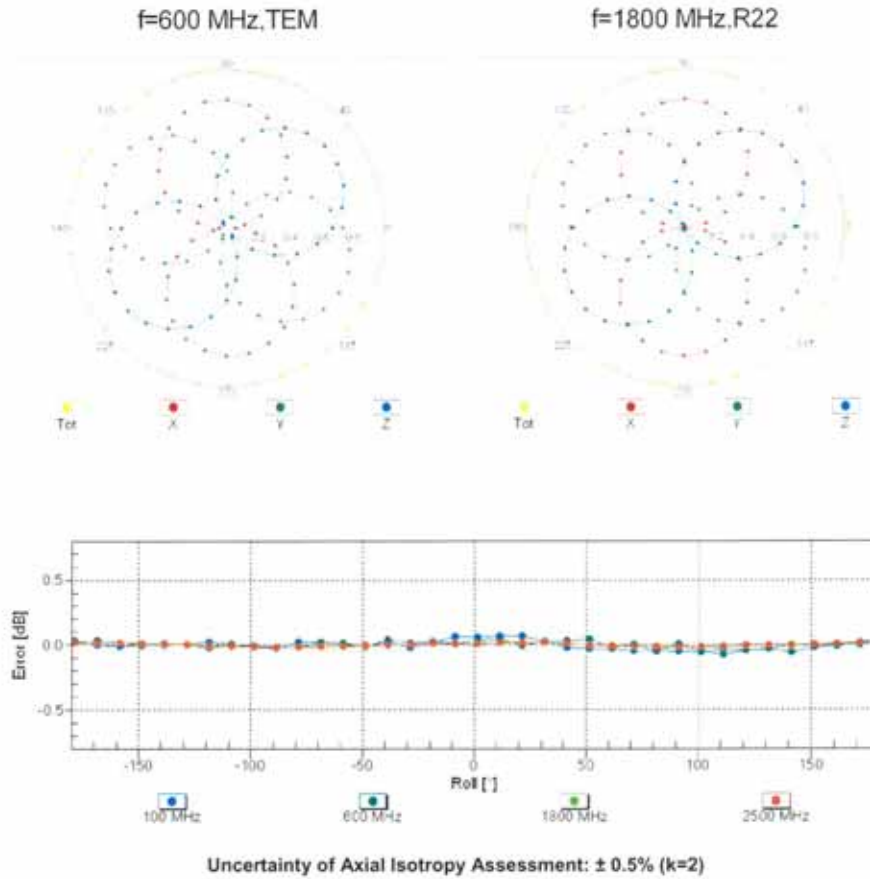 f=600 MHz,TEM
f=1800 MHz,R22
Tot
X
Y
Z
Tot
X
Y
Z
Error [dB]
0.5
0.0
-0.5
-150
-100
-50
0
50
100
150
Roll [°]
100 MHz
600 MHz
1800 MHz
2500 MHz
Uncertainty of Axial Isotropy Assessment: ± 0.5% (k=2)